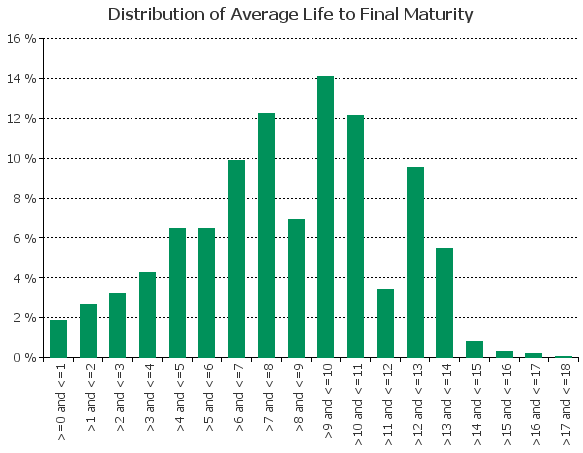 Distribution of Average Life to Final Maturity
16 %
14 %
12 %
10 %
8 %
6 %
4 %
2 %
0 %
>=0 and <=1
>1 and <=2
>2 and <=3
>3 and <=4
>4 and <=5
>5 and <=6
>6 and <=7
>7 and <=8
>8 and <=9
>9 and <=10
>10 and <=11
>11 and <=12
>12 and <=13
>13 and <=14
>14 and <=15
>15 and <=16
>16 and <=17
>17 and <=18